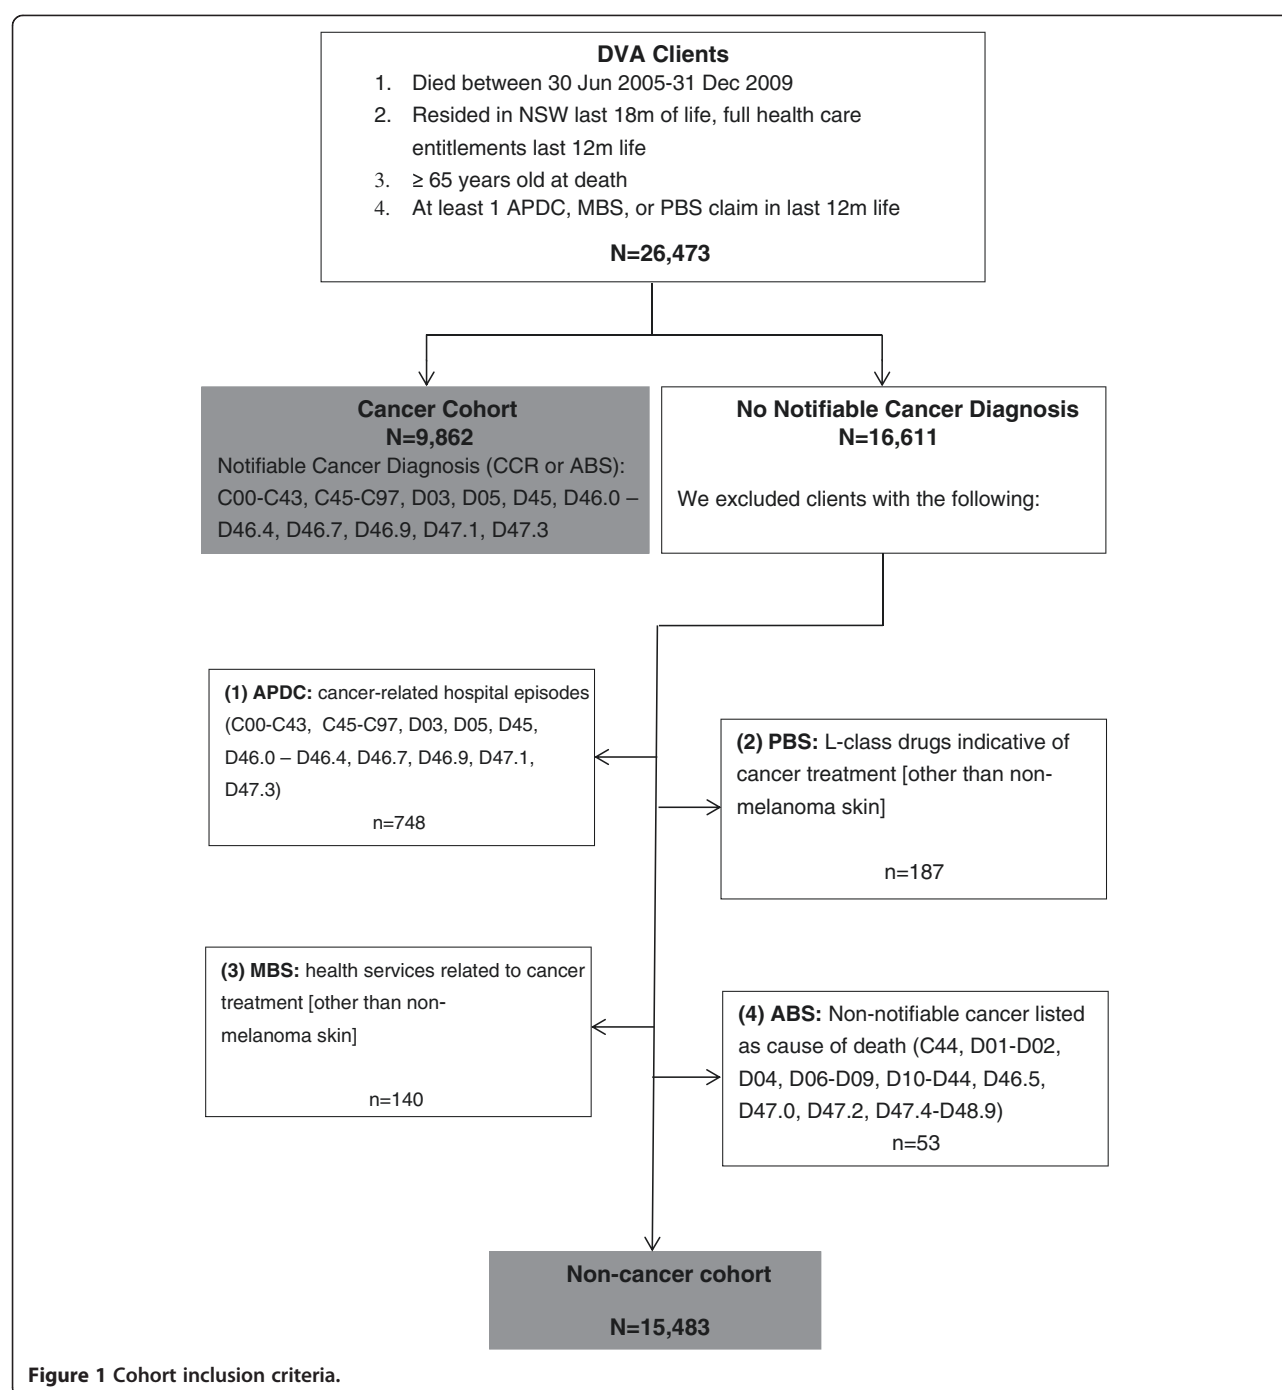 DVA Clients
1. Died between 30 Jun 2005-31 Dec 2009
2. Resided in NSW last 18m of life, full health care
entitlements last 12m life
3. ≥ 65 years old at death
4. At least 1 APDC, MBS, or PBS claim in last 12m life
N=26,473
Cancer Cohort
N=9,862
Notifiable Cancer Diagnosis (CCR or ABS):
C00-C43, C45-C97, D03, D05, D45, D46.0 –
D46.4, D46.7, D46.9, D47.1, D47.3
No Notifiable Cancer Diagnosis
N=16,611
We excluded clients with the following:
(1) APDC: cancer-related hospital episodes
(C00-C43, C45-C97, D03, D05, D45,
D46.0 – D46.4, D46.7, D46.9, D47.1,
D47.3)
n=748
(2) PBS: L-class drugs indicative of
cancer treatment [other than non-
melanoma skin]
n=187
(3) MBS: health services related to cancer
treatment [other than non-
melanoma skin]
n=140
(4) ABS: Non-notifiable cancer listed
as cause of death (C44, D01-D02,
D04, D06-D09, D10-D44, D46.5,
D47.0, D47.2, D47.4-D48.9)
n=53
Non-cancer cohort
N=15,483
Figure 1 Cohort inclusion criteria.